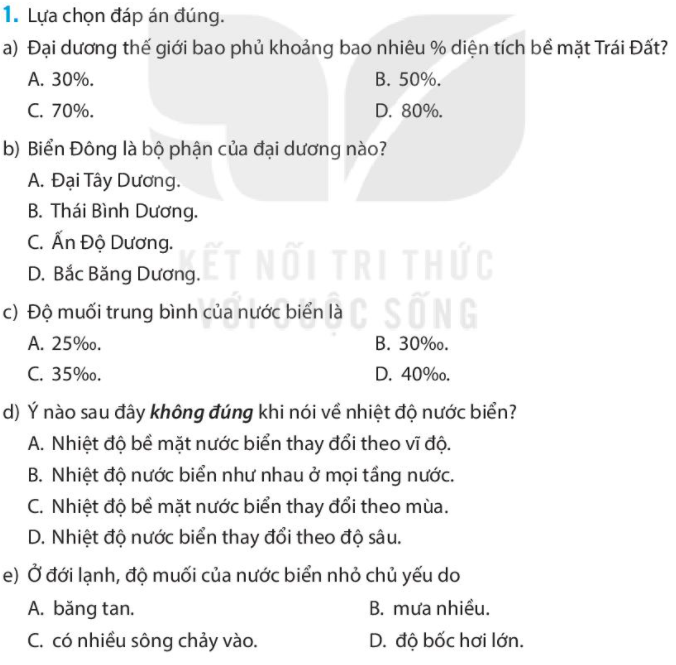 1. Lựa chọn đáp án đúng.
a) Đại dương thế giới bao phủ khoảng bao nhiêu % diện tích bề mặt Trái Đất?
A. 30%. B. 50%.
C. 70%. D. 80%.
b) Biển Đông là bộ phận của đại dương nào?
A. Đại Tây Dương.
B. Thái Bình Dương.
C. Ấn Độ Dương.
D. Bắc Băng Dương.
KẾT NỐI TRI THỨC
c) Độ muối trung bình của nước biển là
VỚI CUỘC SỐNG
A. 25‰. B. 30‰.
C. 35‰. D. 40‰.
d) Ý nào sau đây không đúng khi nói về nhiệt độ nước biển?
A. Nhiệt độ bề mặt nước biển thay đổi theo vĩ độ.
B. Nhiệt độ nước biển như nhau ở mọi tầng nước.
C. Nhiệt độ bề mặt nước biển thay đổi theo mùa.
D. Nhiệt độ nước biển thay đổi theo độ sâu.
e) Ở đới lạnh, độ muối của nước biển nhỏ chủ yếu do
A. băng tan. B. mưa nhiều.
C. có nhiều sông chảy vào. D. độ bốc hơi lớn.